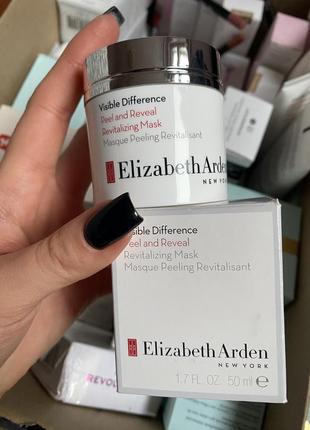 Visible Difference
Peel and Reveal
Revitalizing Mask
Masque Peeling Revitalisant
Elizabeth Arden
NEW YORK
Visible Difference
Peel and Reveal
Revitalizing Mask
Masque Peeling Revitalisant
Elizabeth Arden
NEW YORK
1.7 FL. OZ. 50 ml ℮
REVOL